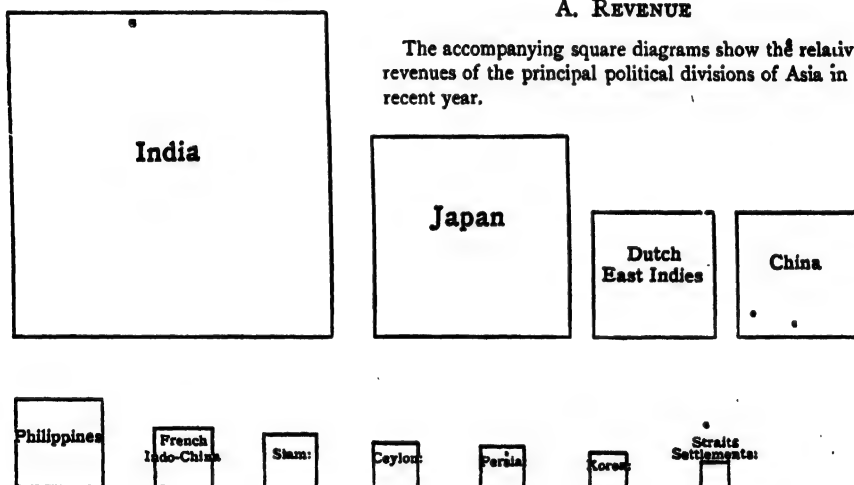 A. REVENUE
The accompanying square diagrams show the relativ
revenues of the principal political divisions of Asia in
recent year.
India
Japan
Dutch
East Indies
China
Philippines
French
Indo-China
Siam:
Ceylon:
Persia
Korea:
Straits
Settlements: